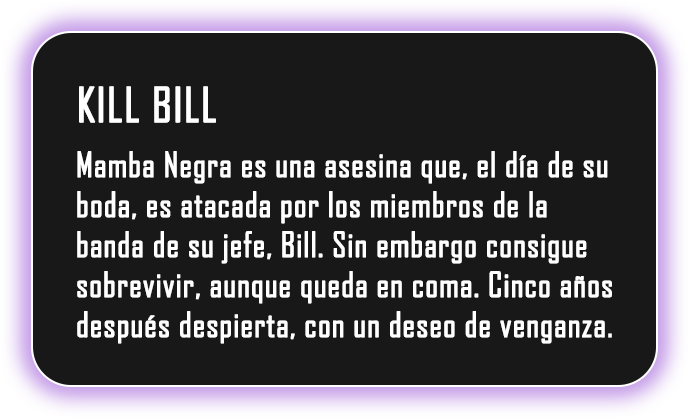 KILL BILL
Mamba Negra es una asesina que, el día de su
boda, es atacada por los miembros de la
banda de su jefe, Bill. Sin embargo consigue
sobrevivir, aunque queda en coma. Cinco años
después despierta, con un deseo de venganza.